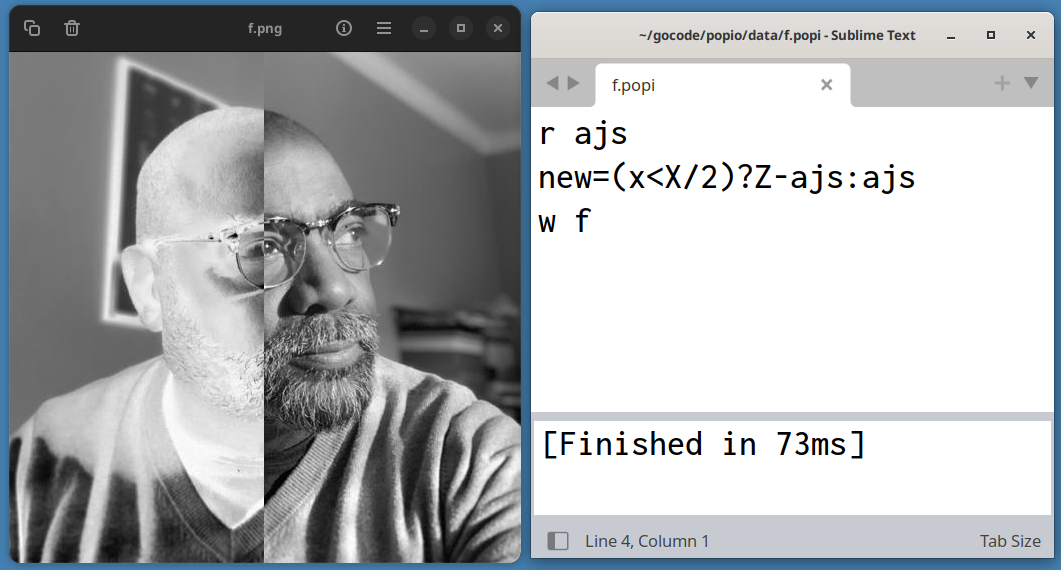 f.png
~/gocode/popio/data/f.popi - Sublime Text
f.popi
r ajs
new=(x<X/2)?Z-ajs:ajs
w f
[Finished in 73ms]
Line 4, Column 1
Tab Size